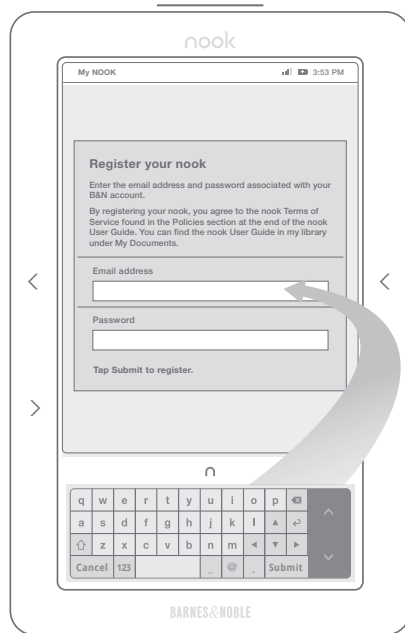 nook
My NOOK 3:53 PM
Register your nook
Enter the email address and password associated with your
B&N account.
By registering your nook, you agree to the nook Terms of
Service found in the Policies section at the end of the nook
User Guide. You can find the nook User Guide in my library
under My Documents.
Email address
Password
Tap Submit to register.
n
q w e r t y u i o p
a s d f g h j k l
z x c v b n m
Cancel 123 _ @ . Submit
BARNES&NOBLE